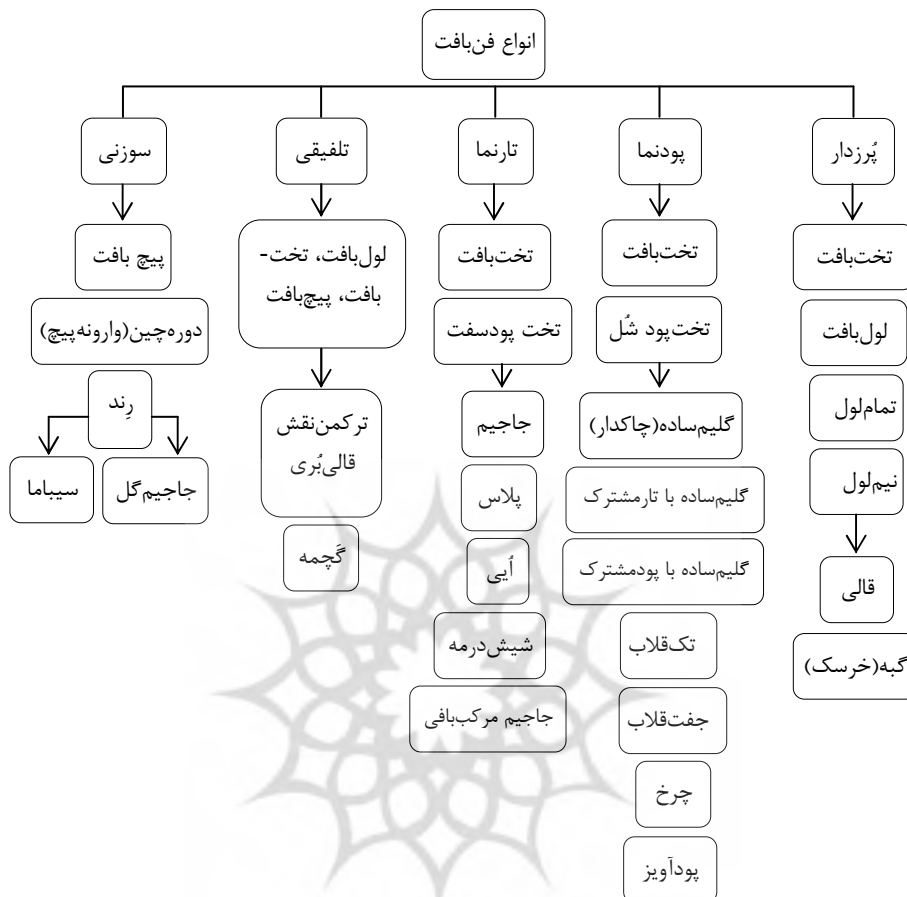 انواع فن‌بافت
پُرزدار
پودنما
تارنما
تلفیقی
سوزنی
تخت‌بافت
لول‌بافت
تمام‌لول
نیم‌لول
قالی
گبه(خرسک)
تخت‌بافت
تخت‌پود شُل
گلیم‌ساده(چاکدار)
گلیم‌ساده با تارمشترک
گلیم‌ساده با پودمشترک
تک‌قلاب
جفت‌قلاب
چرخ
پودآویز
تخت‌بافت
تخت پودسفت
جاجیم
پلاس
اُیی
شیش‌درمه
جاجیم مرکب‌بافی
لول‌بافت، تخت-
بافت، پیچ‌بافت
ترکمن‌نقش
قالی‌بُری
گَچمه
پیچ بافت
دوره‌چین(وارونه‌پیچ)
رِند
جاجیم‌گل
سیباما